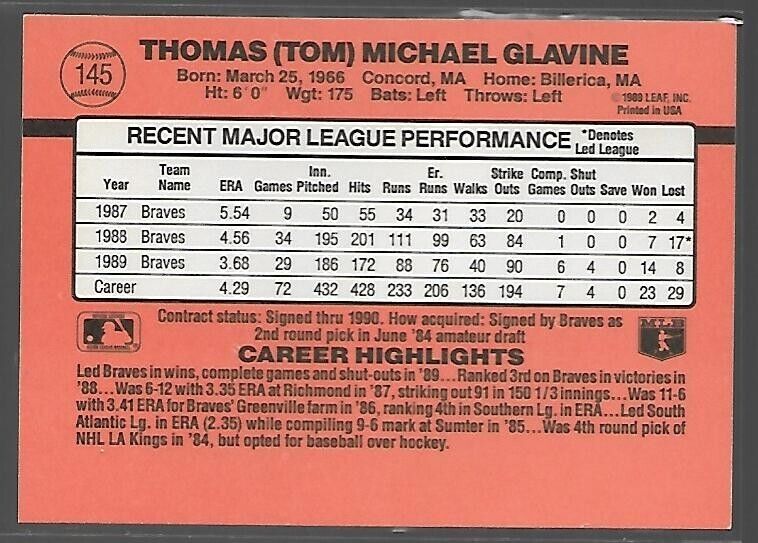 145
THOMAS (TOM) MICHAEL GLAVINE
Born: March 25, 1966 Concord, MA Home: Billerica, MA
Ht: 6'0" Wgt: 175 Bats: Left Throws: Left
©1989 LEAF, INC.
Printed in USA
RECENT MAJOR LEAGUE PERFORMANCE *Denotes Led League
Year Team Name ERA Games Inn. Pitched Hits Runs Er. Runs Walks Strike Outs Comp. Games Shut Outs Save Won Lost
1987 Braves 5.54 9 50 55 34 31 33 20 0 0 0 2 4
1988 Braves 4.56 34 195 201 111 99 63 84 1 0 0 7 17*
1989 Braves 3.68 29 186 172 88 76 40 90 6 4 0 14 8
Career 4.29 72 432 428 233 206 136 194 7 4 0 23 29
Contract status: Signed thru 1990. How acquired: Signed by Braves as
2nd round pick in June '84 amateur draft
CAREER HIGHLIGHTS
Led Braves in wins, complete games and shut-outs in '89...Ranked 3rd on Braves in victories in
'88...Was 6-12 with 3.35 ERA at Richmond in '87, striking out 91 in 150 1/3 innings...Was 11-6
with 3.41 ERA for Braves' Greenville farm in '86, ranking 4th in Southern Lg. in ERA...Led South
Atlantic Lg. in ERA (2.35) while compiling 9-6 mark at Sumter in '85...Was 4th round pick of
NHL LA Kings in '84, but opted for baseball over hockey.
MLB